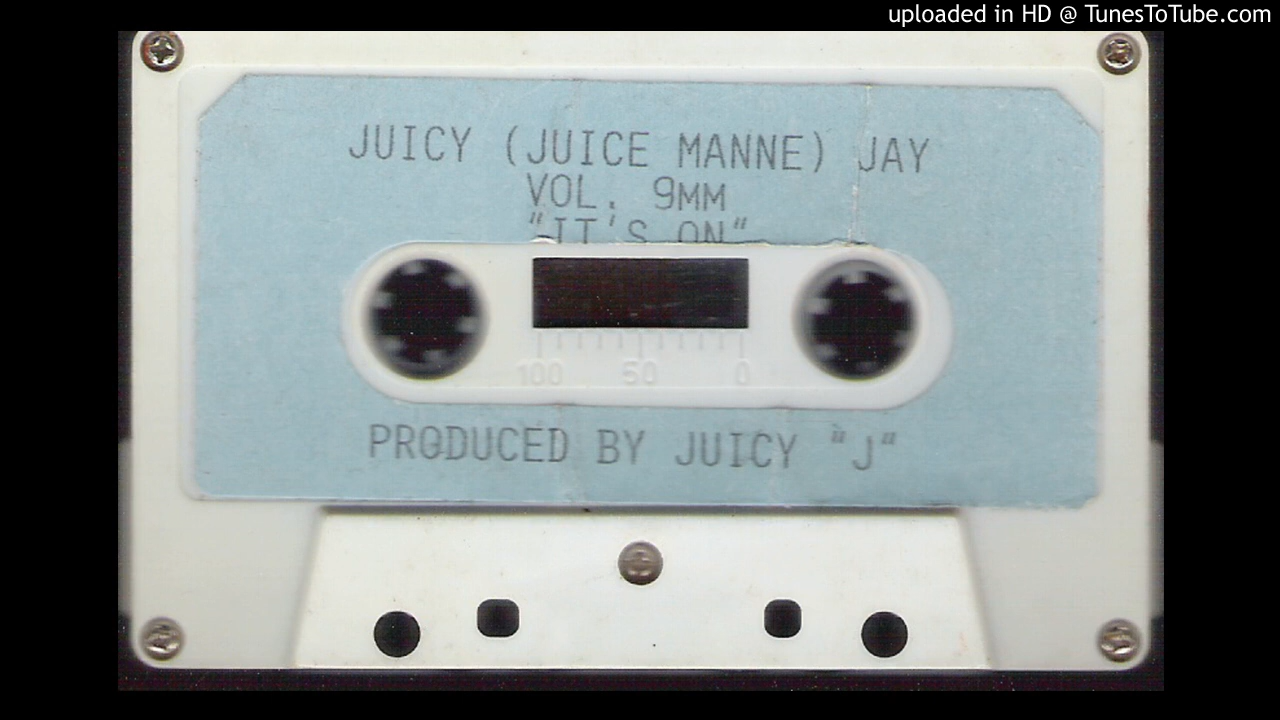 uploaded in HD @ TunesToTube.com
JUICY (JUICE MANNE) JAY
VOL. 9MM
"IT'S ON"
100 50 0
PRODUCED BY JUICY "J"